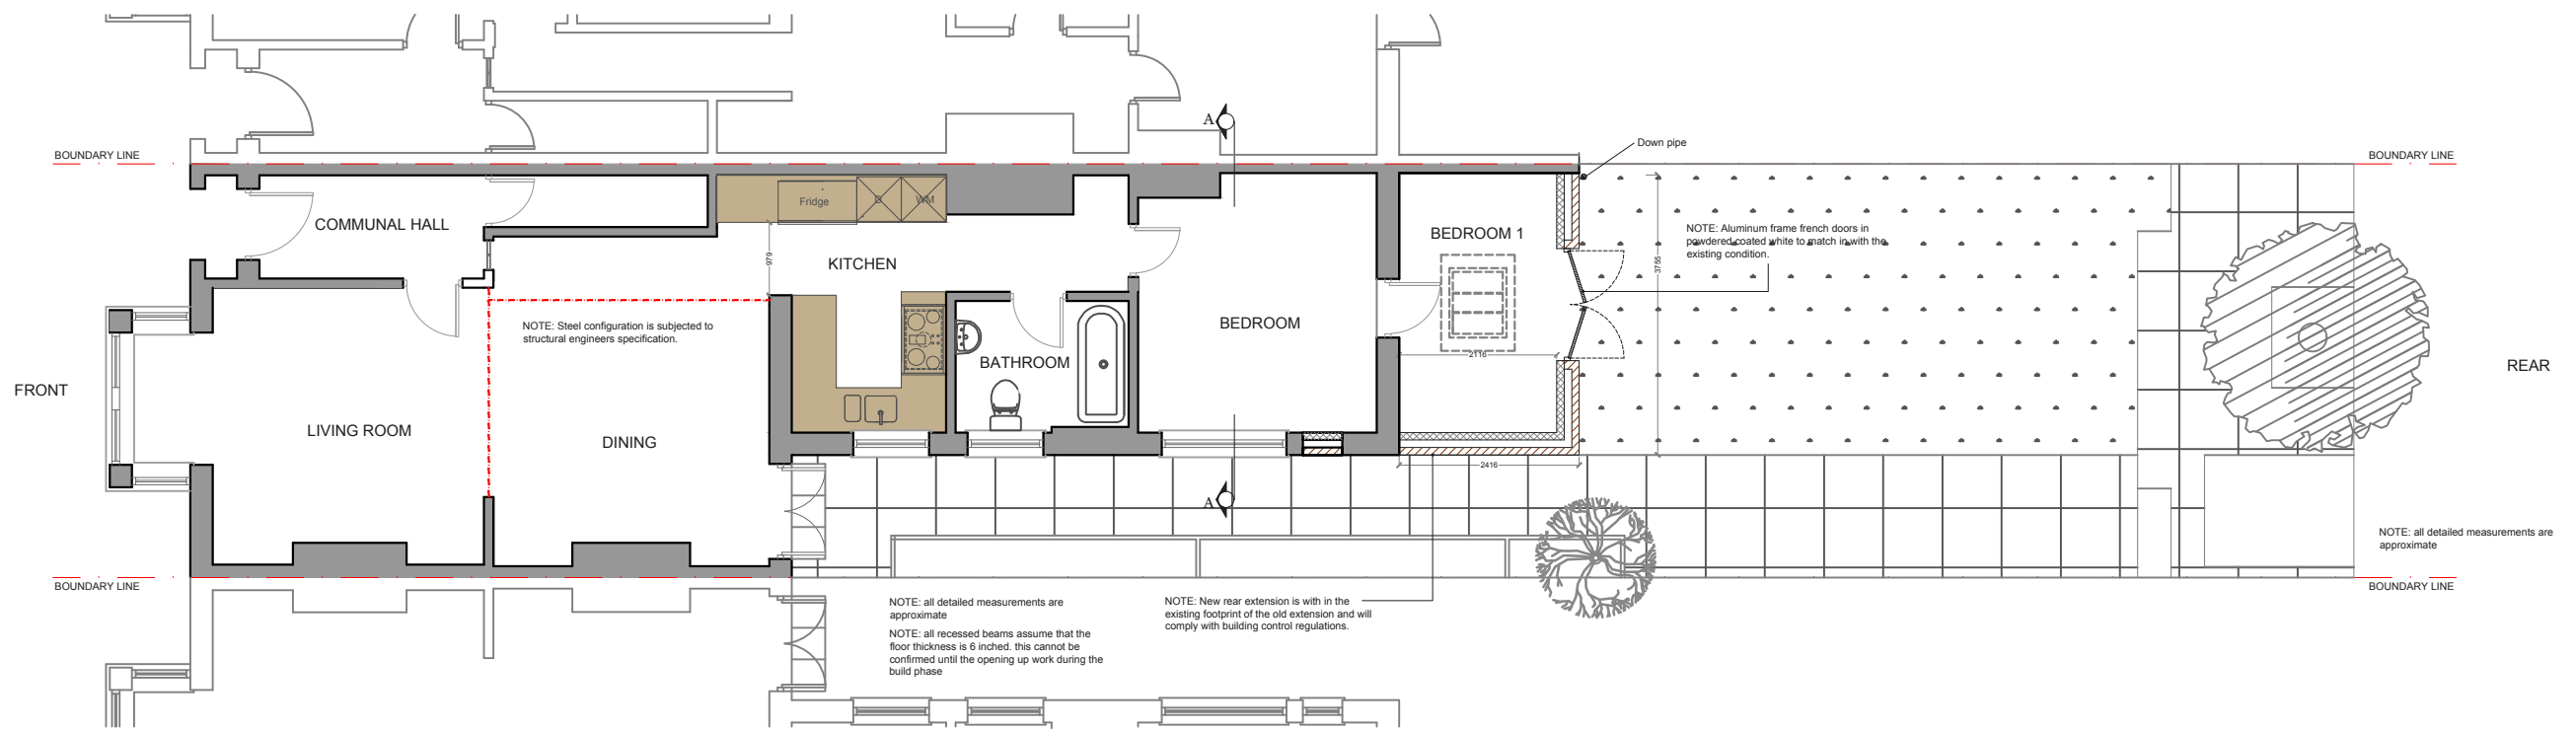 BOUNDARY LINE
BOUNDARY LINE
Down pipe
A
COMMUNAL HALL
Fridge
D
WM
KITCHEN
979
BEDROOM 1
3755
NOTE: Aluminum frame french doors in
powdered coated white to match in with the
existing condition.
NOTE: Steel configuration is subjected to
structural engineers specification.
BEDROOM
BATHROOM
2116
FRONT
REAR
LIVING ROOM
DINING
2416
A
NOTE: all detailed measurements are
approximate
BOUNDARY LINE
BOUNDARY LINE
NOTE: all detailed measurements are
approximate
NOTE: all recessed beams assume that the
floor thickness is 6 inched. this cannot be
confirmed until the opening up work during the
build phase
NOTE: New rear extension is with in the
existing footprint of the old extension and will
comply with building control regulations.